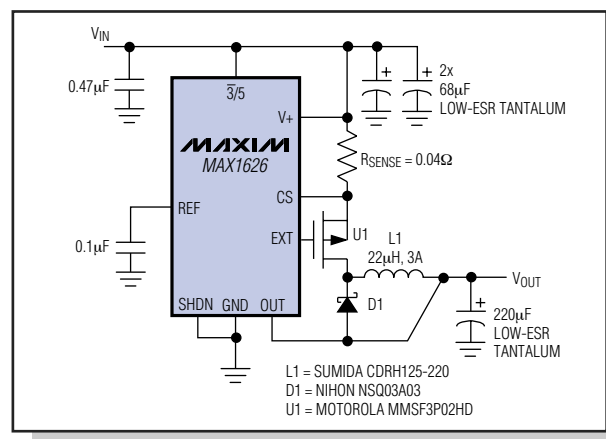 VIN
0.47µF
3̅/5
V+
+
+
2x
68µF
LOW-ESR TANTALUM
MAXIM
MAX1626
RSENSE = 0.04Ω
CS
REF
EXT
U1
L1
22µH, 3A
0.1µF
VOUT
SHDN
GND
OUT
D1
+
220µF
LOW-ESR
TANTALUM
L1 = SUMIDA CDRH125-220
D1 = NIHON NSQ03A03
U1 = MOTOROLA MMSF3P02HD